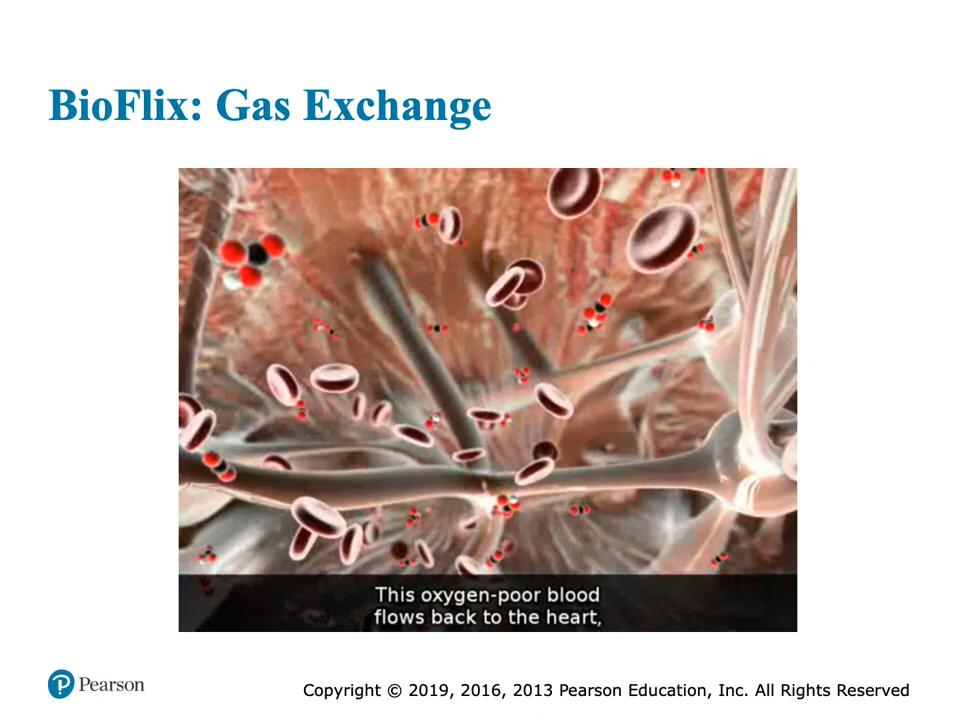 BioFlix: Gas Exchange
This oxygen-poor blood
flows back to the heart,
Pearson
Copyright © 2019, 2016, 2013 Pearson Education, Inc. All Rights Reserved